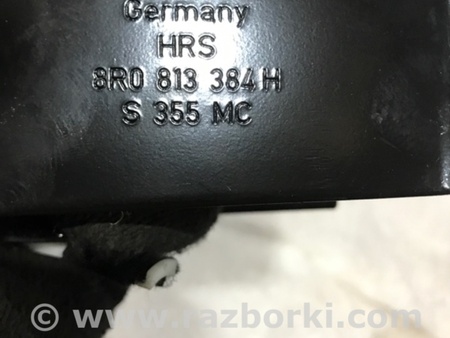 Germany
HRS
8R0 813 384 H
S 355 MC
© www.razborki.com